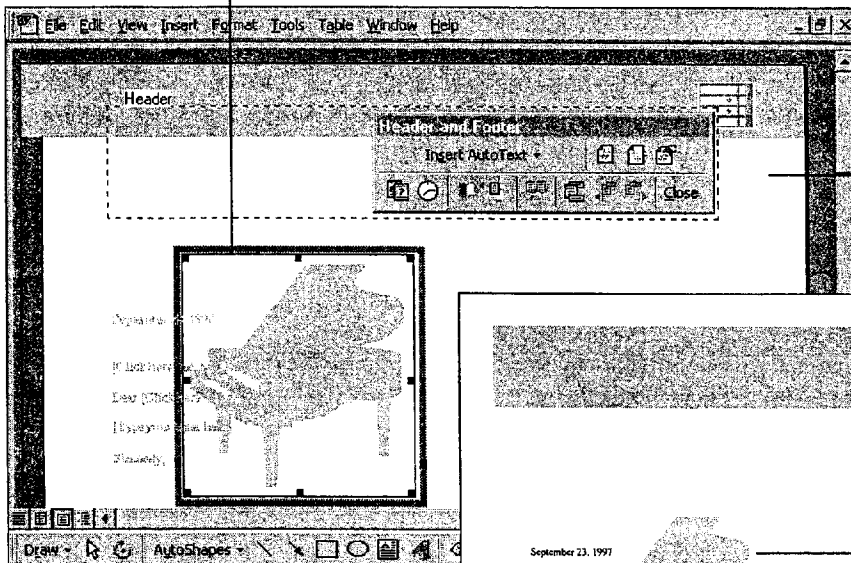 File Edit View Insert Format Tools Table Window Help
Header
Header and Footer
Insert AutoText
Close
Sincerely,
Draw AutoShapes
September 23, 1997